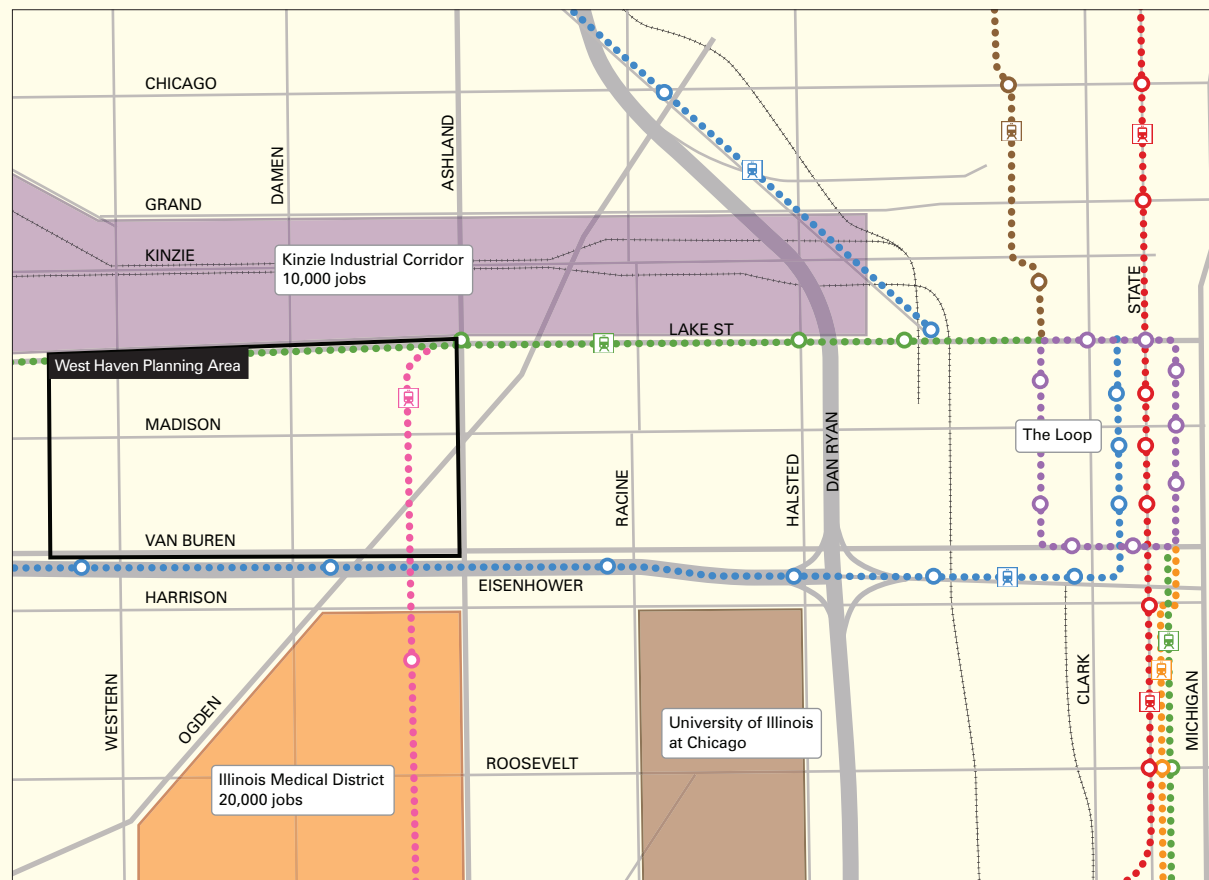 CHICAGO
ASHLAND
DAMEN
GRAND
KINZIE
Kinzie Industrial Corridor
10,000 jobs
STATE
LAKE ST
West Haven Planning Area
MADISON
The Loop
DAN RYAN
RACINE
HALSTED
VAN BUREN
EISENHOWER
HARRISON
WESTERN
OGDEN
CLARK
MICHIGAN
University of Illinois
at Chicago
ROOSEVELT
Illinois Medical District
20,000 jobs